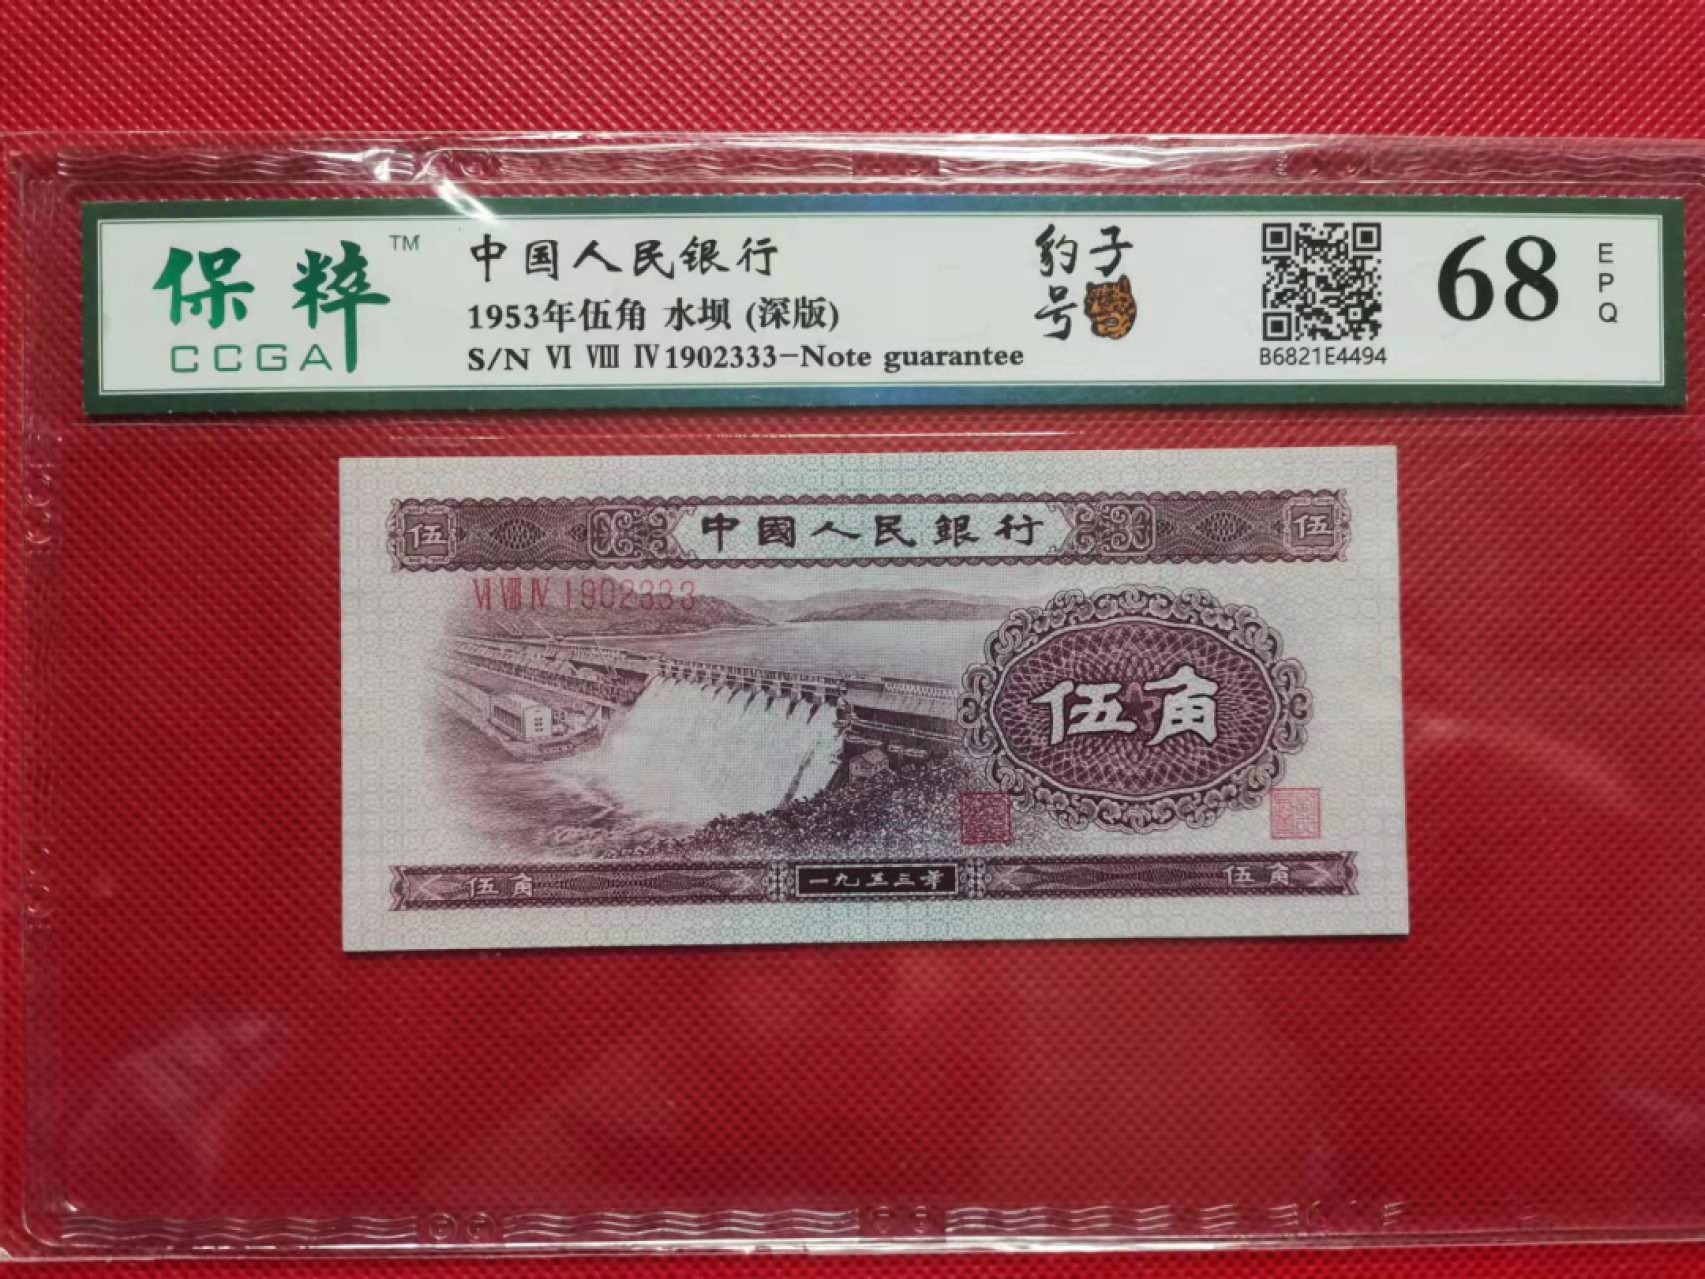 保粹™
CCGA
中国人民银行
1953年伍角 水坝 (深版)
S/N Ⅵ Ⅷ Ⅳ1902333-Note guarantee
豹子
号
B6821E4494
68
EPQ
伍 中國人民銀行 伍
Ⅵ Ⅷ Ⅳ 1902333
伍角
伍角 一九五三年 伍角